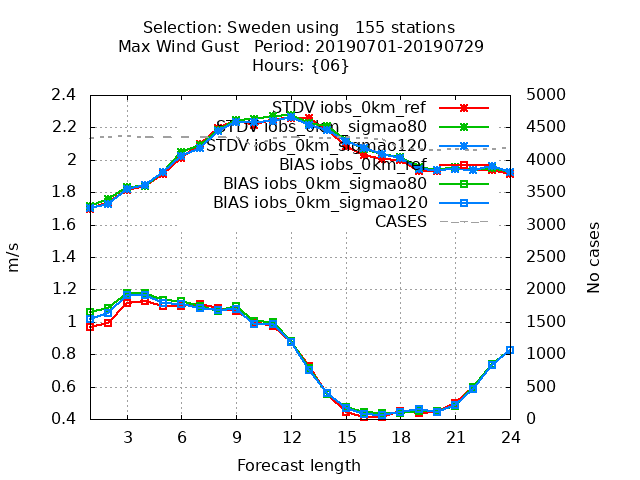 Selection: Sweden using 155 stations
Max Wind Gust Period: 20190701-20190729
Hours: {06}
2.4
2.2
2
1.8
1.6
1.4
1.2
1
0.8
0.6
0.4
m/s
STDV iobs_0km_ref
STDV iobs_0km_sigmao80
STDV iobs_0km_sigmao120
BIAS iobs_0km_ref
BIAS iobs_0km_sigmao80
BIAS iobs_0km_sigmao120
CASES
5000
4500
4000
3500
3000
2500
2000
1500
1000
500
0
No cases
3 6 9 12 15 18 21 24
Forecast length